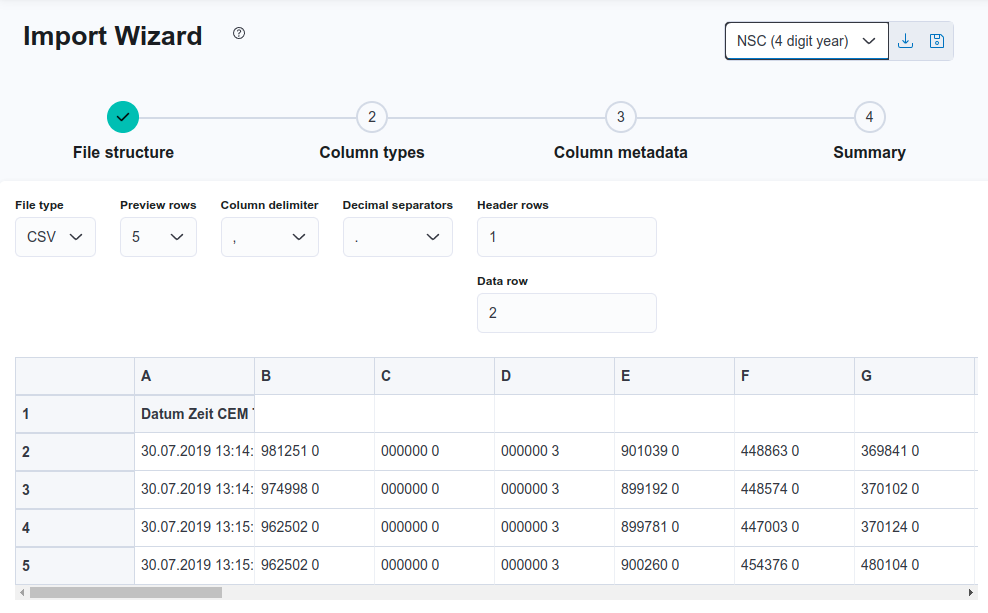 Import Wizard
NSC (4 digit year)
2 3 4
File structure Column types Column metadata Summary
File type Preview rows Column delimiter Decimal separators Header rows
CSV 5 , . 1
Data row
2
A B C D E F G
1 Datum Zeit CEM
2 30.07.2019 13:14: 981251 0 000000 0 000000 3 901039 0 448863 0 369841 0
3 30.07.2019 13:14: 974998 0 000000 0 000000 3 899192 0 448574 0 370102 0
4 30.07.2019 13:15: 962502 0 000000 0 000000 3 899781 0 447003 0 370124 0
5 30.07.2019 13:15: 962502 0 000000 0 000000 3 900260 0 454376 0 480104 0